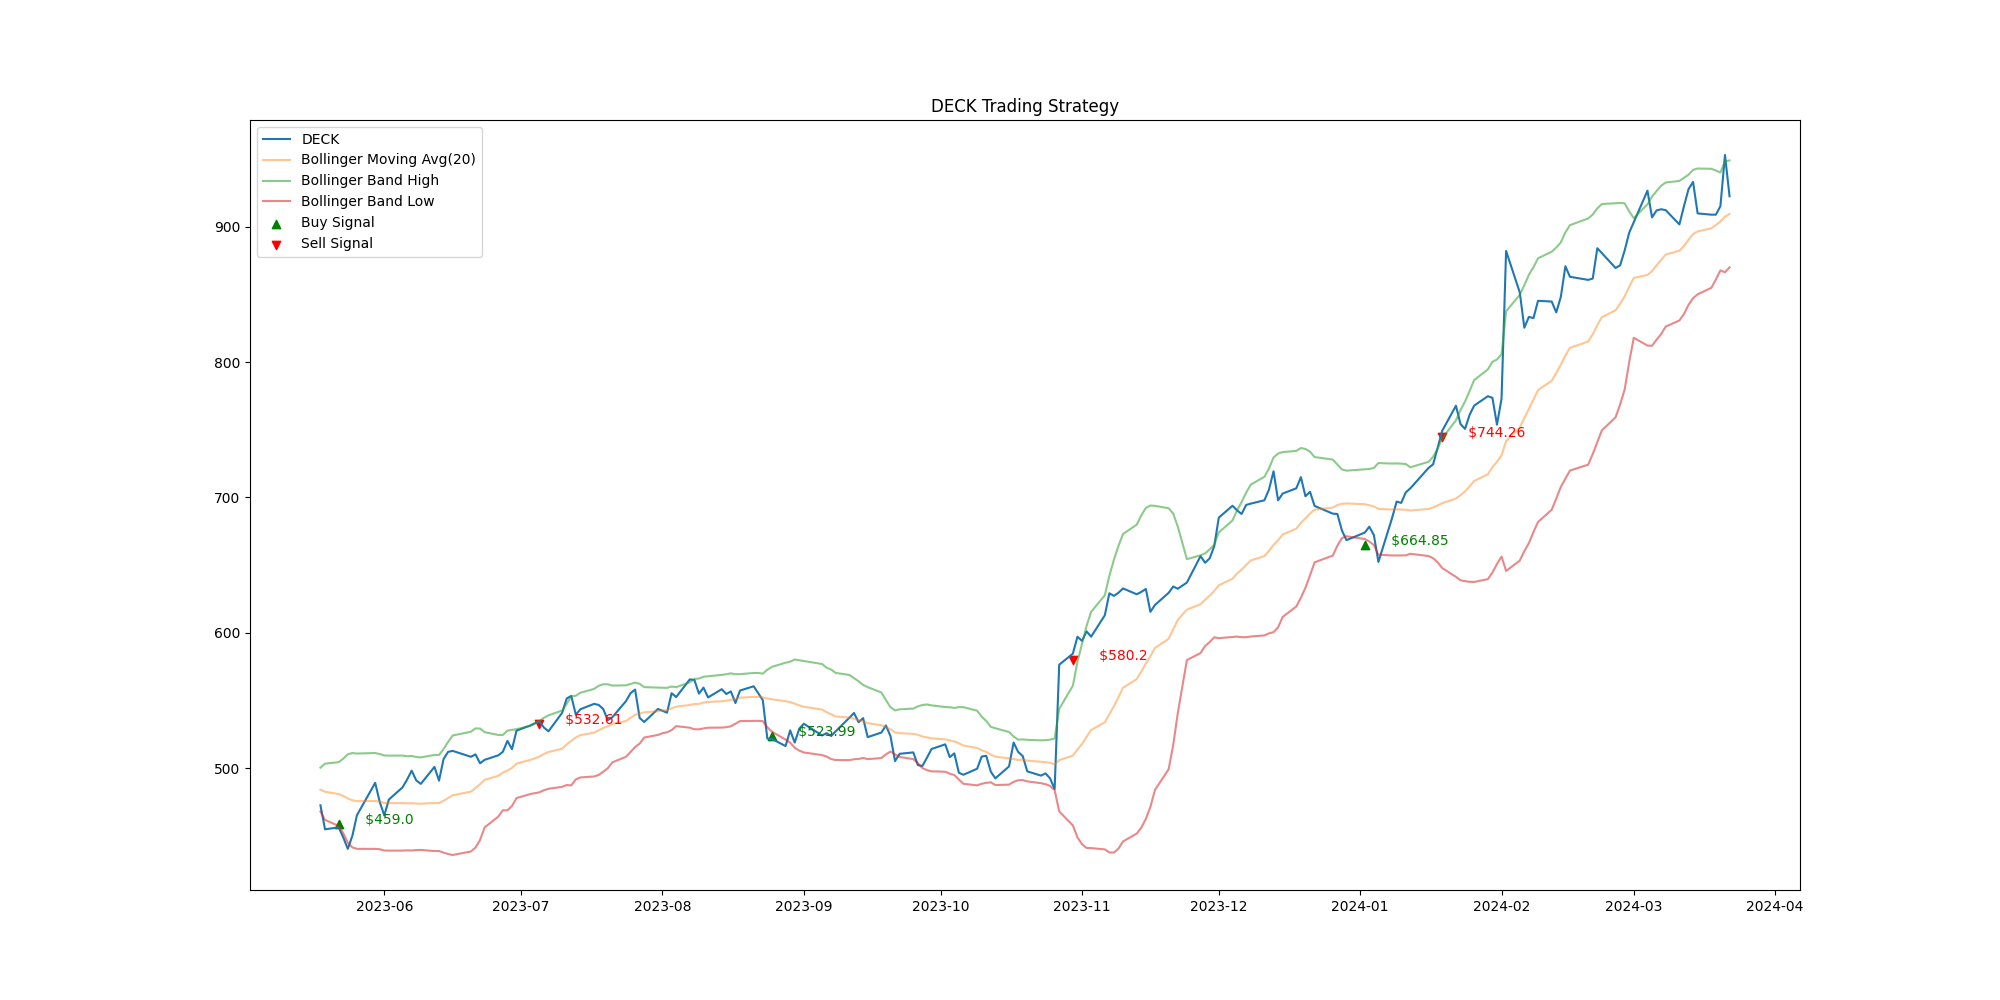 DECK Trading Strategy
DECK
Bollinger Moving Avg(20)
Bollinger Band High
Bollinger Band Low
Buy Signal
Sell Signal
900
800
700
600
500
$744.26
$664.85
$580.2
$532.61
$523.99
$459.0
2023-06 2023-07 2023-08 2023-09 2023-10 2023-11 2023-12 2024-01 2024-02 2024-03 2024-04